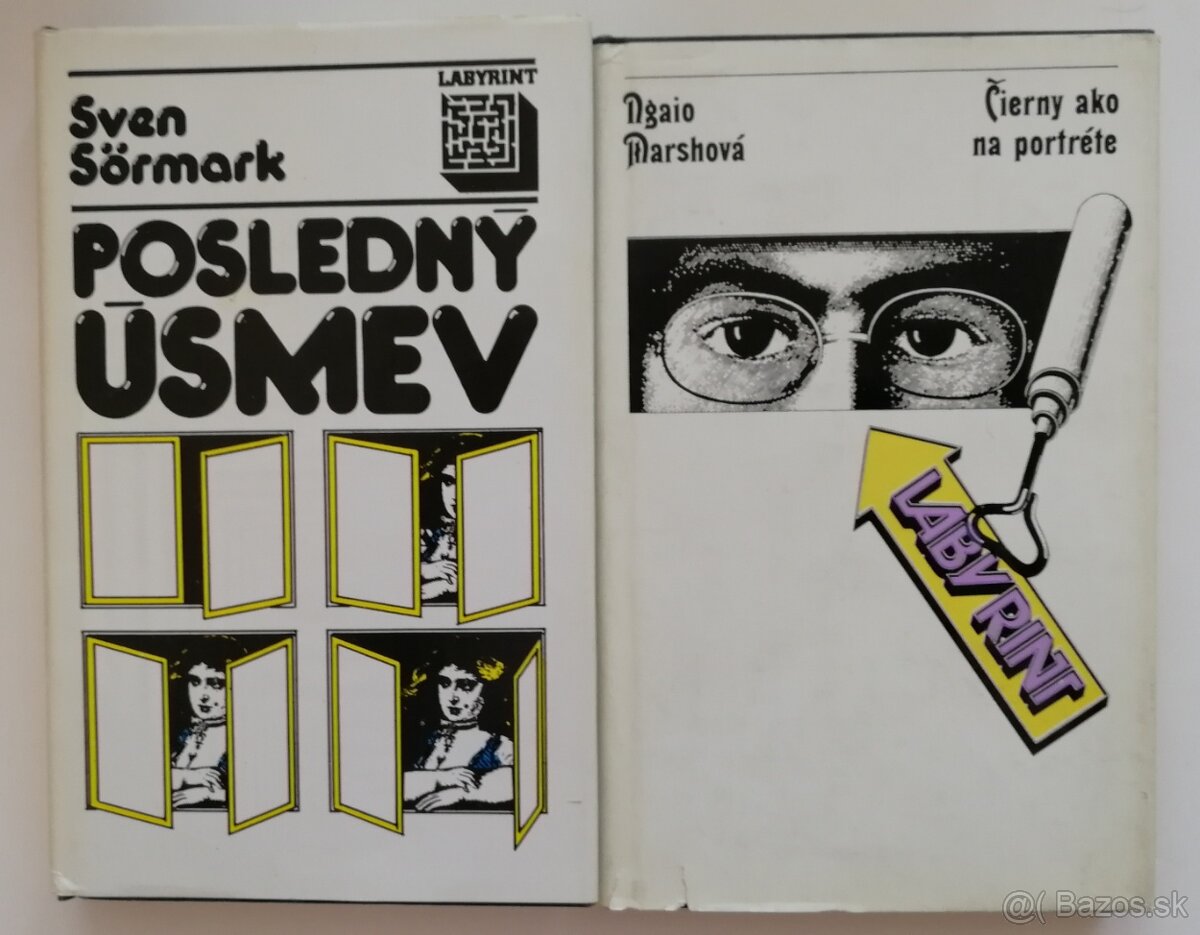 LABYRINT
Sven
Sörmark
POSLEDNÝ
ÚSMEV
Ngaio
Marshová
Čierny ako
na portréte
LABYRINT
@( Bazos.sk